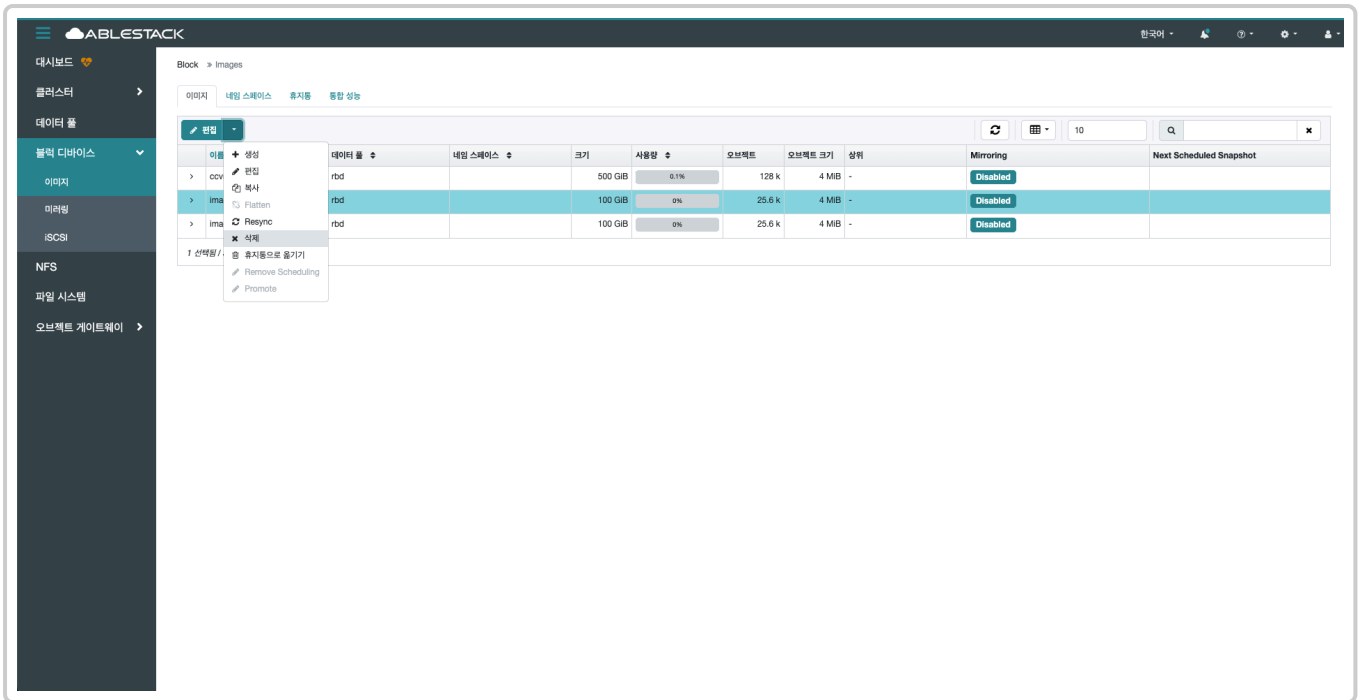 ABLESTACK
한국어
대시보드
클러스터
데이터 풀
블럭 디바이스
이미지
미러링
iSCSI
NFS
파일 시스템
오브젝트 게이트웨이
Block » Images
이미지 네임 스페이스 휴지통 통합 성능
편집
10
데이터 풀 네임 스페이스 크기 사용량 오브젝트 오브젝트 크기 상위 Mirroring Next Scheduled Snapshot
rbd 500 GiB 0.1% 128 k 4 MiB - Disabled
rbd 100 GiB 0% 25.6 k 4 MiB - Disabled
rbd 100 GiB 0% 25.6 k 4 MiB - Disabled
1 선택됨 /
생성
편집
복사
Flatten
Resync
삭제
휴지통으로 옮기기
Remove Scheduling
Promote